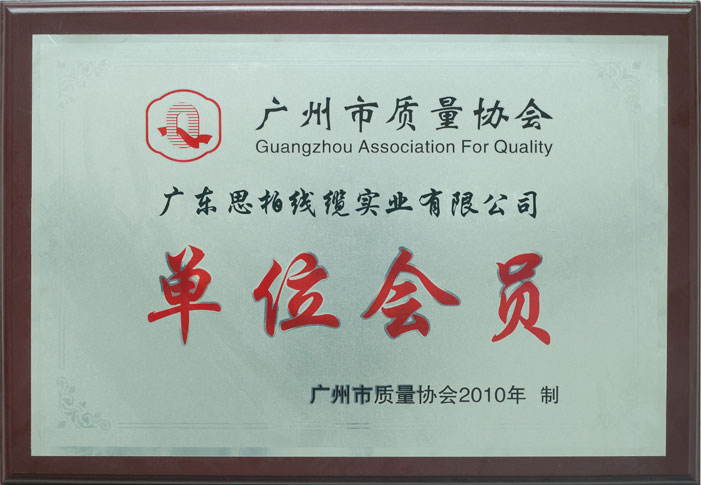 广州市质量协会
Guangzhou Association For Quality
广东思柏线缆实业有限公司
单位会员
广州市质量协会2010年 制